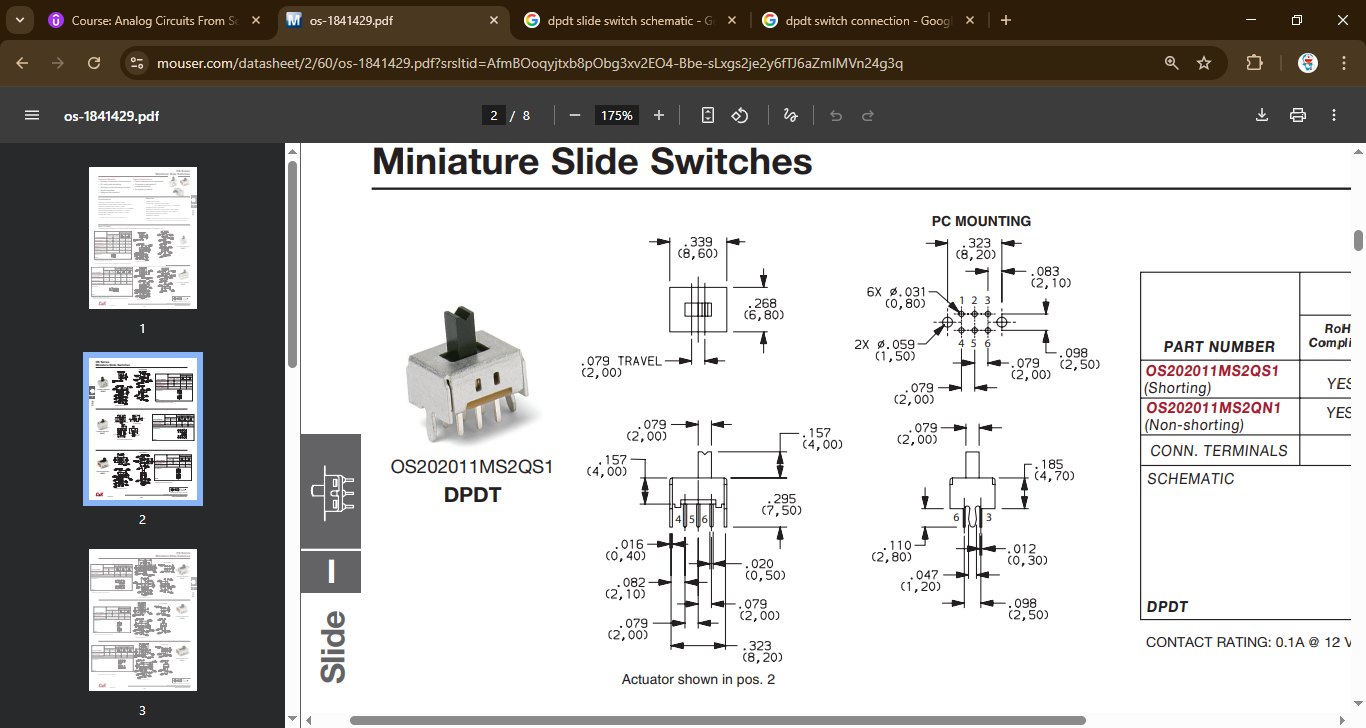 Course: Analog Circuits From Sc
os-1841429.pdf
dpdt slide switch schematic - G
dpdt switch connection - Goog
mouser.com/datasheet/2/60/os-1841429.pdf?srsltid=AfmBOoqyjtxb8pObg3xv2EO4-Bbe-sLxgs2je2y6fTJ6aZmIMVn24g3q
os-1841429.pdf
2 / 8
175%
1
2
3
Miniature Slide Switches
OS202011MS2QS1
DPDT
I
Slide
.339
(8,60)
.268
(6,80)
.079 TRAVEL
(2,00)
PC MOUNTING
.323
(8,20)
.083
(2,10)
6X Ø.031
(0,80)
1 2 3
2X Ø.059
(1,50)
4 5 6
.098
(2,50)
.079
(2,00)
.079
(2,00)
.079
(2,00)
.157
(4,00)
.157
(4,00)
.295
(7,50)
4 5 6
.016
(0,40)
.020
(0,50)
.082
(2,10)
.079
(2,00)
.079
(2,00)
.323
(8,20)
Actuator shown in pos. 2
.079
(2,00)
.185
(4,70)
6 3
.110
(2,80)
.012
(0,30)
.047
(1,20)
.098
(2,50)
RoH
Compli
PART NUMBER
OS202011MS2QS1
(Shorting)
YES
OS202011MS2QN1
(Non-shorting)
YES
CONN. TERMINALS
SCHEMATIC
DPDT
CONTACT RATING: 0.1A @ 12 V